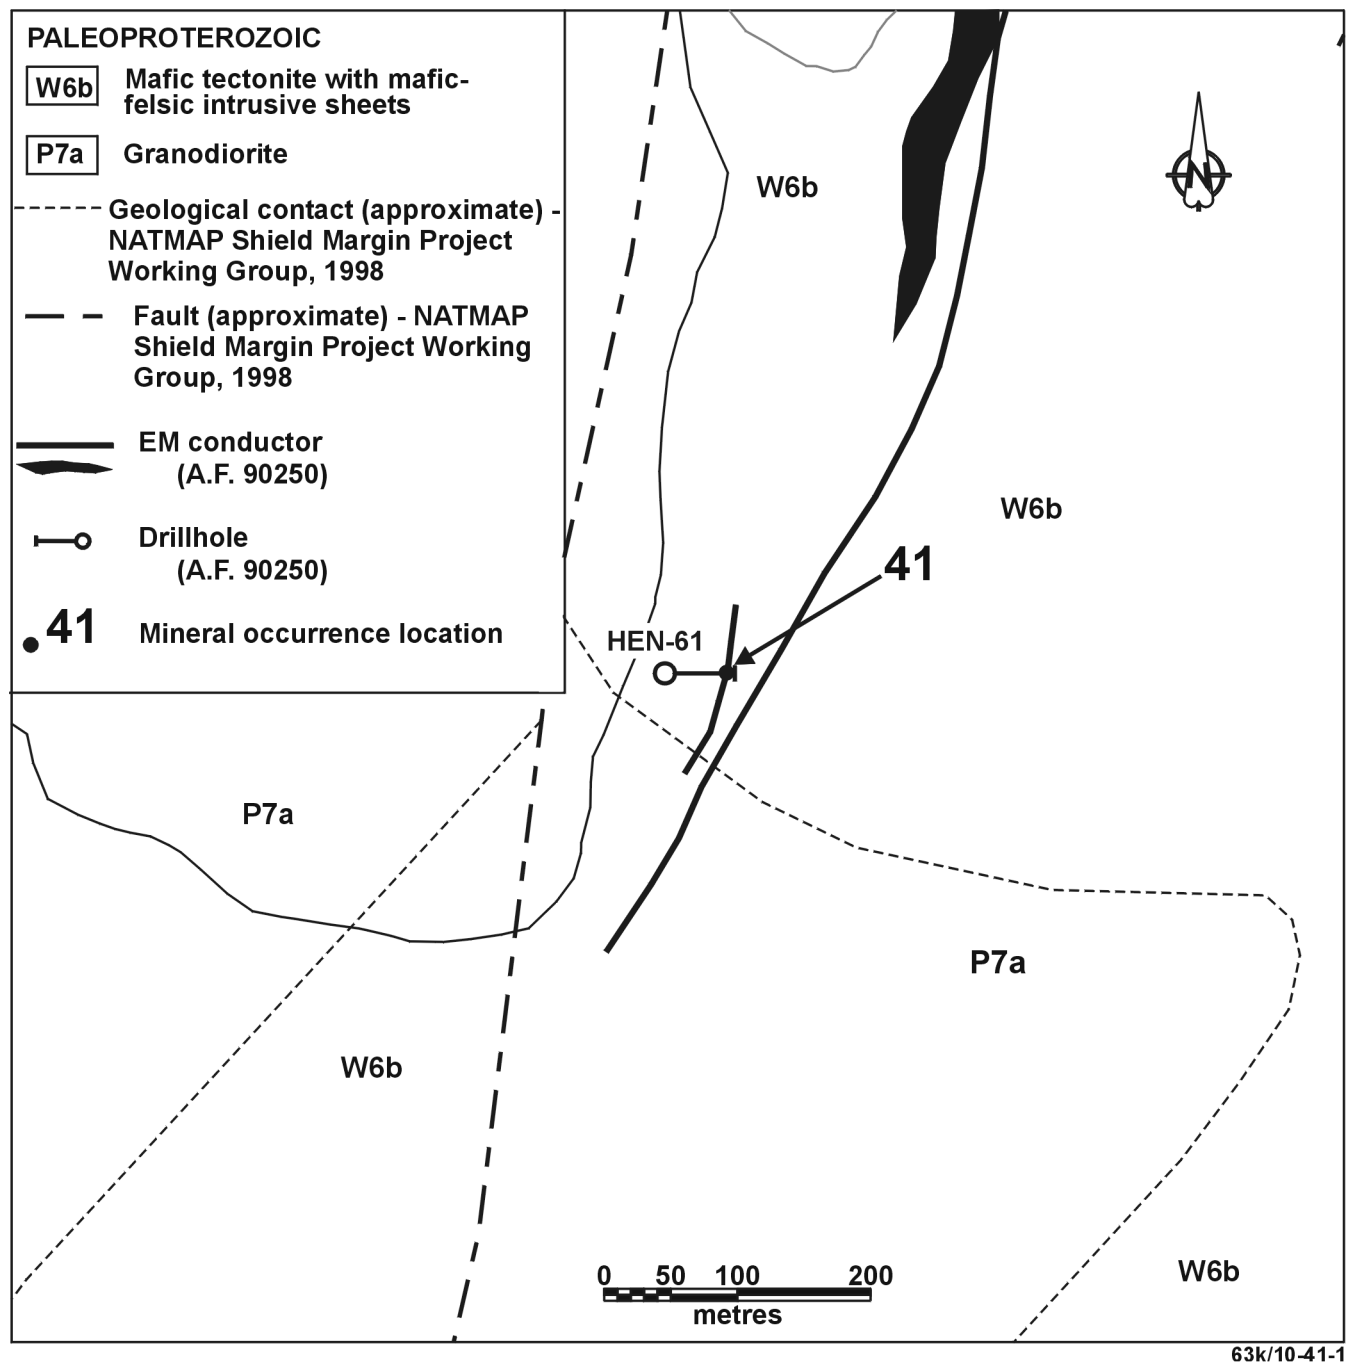 PALEOPROTEROZOIC
W6b Mafic tectonite with mafic-
felsic intrusive sheets
P7a Granodiorite
Geological contact (approximate) -
NATMAP Shield Margin Project
Working Group, 1998
Fault (approximate) - NATMAP
Shield Margin Project Working
Group, 1998
EM conductor
(A.F. 90250)
Drillhole
(A.F. 90250)
41 Mineral occurrence location
W6b
N
W6b
41
HEN-61
P7a
P7a
W6b
W6b
0 50 100 200
metres
63k/10-41-1